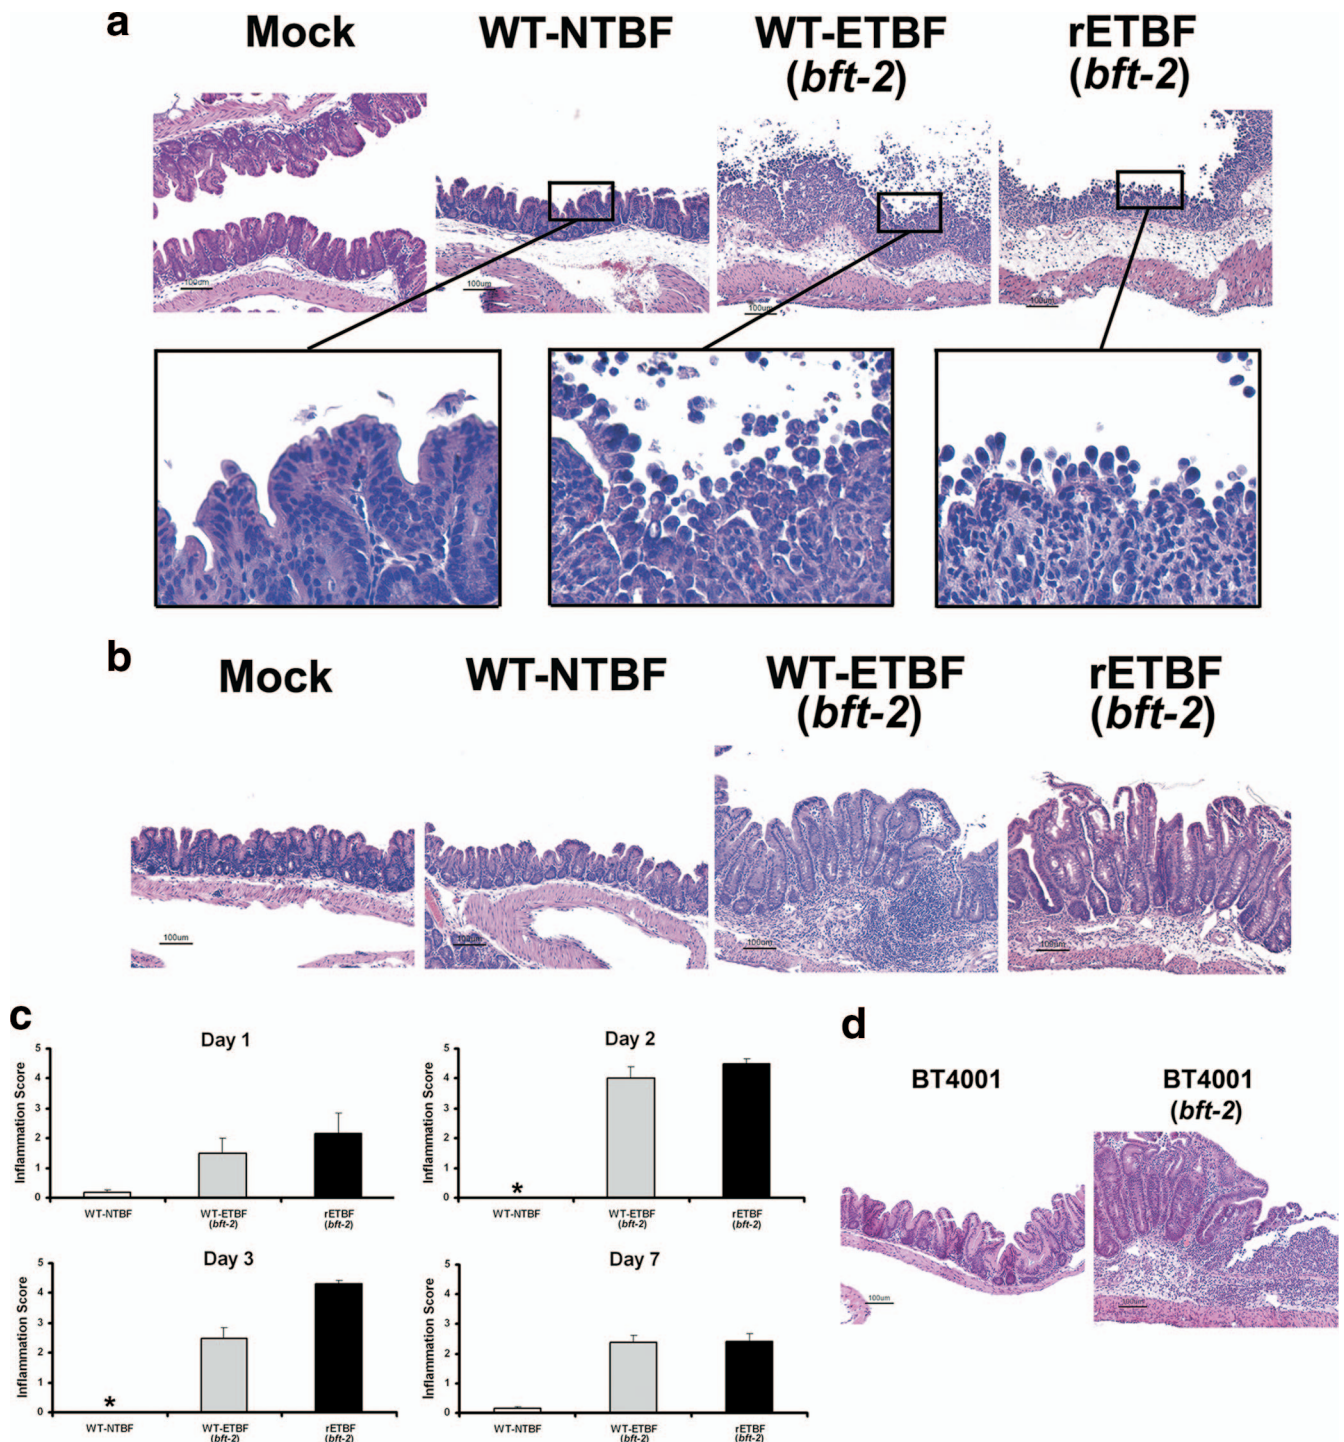 a
Mock
WT-NTBF
WT-ETBF
(bft-2)
rETBF
(bft-2)
100um
100um
100um
100um
b
Mock
WT-NTBF
WT-ETBF
(bft-2)
rETBF
(bft-2)
100um
100um
100um
100um
c
Day 1
Inflammation Score
5
4
3
2
1
0
WT-NTBF
WT-ETBF
(bft-2)
rETBF
(bft-2)
Day 2
Inflammation Score
5
4
3
2
1
0
*
WT-NTBF
WT-ETBF
(bft-2)
rETBF
(bft-2)
Day 3
Inflammation Score
5
4
3
2
1
0
*
WT-NTBF
WT-ETBF
(bft-2)
rETBF
(bft-2)
Day 7
Inflammation Score
5
4
3
2
1
0
WT-NTBF
WT-ETBF
(bft-2)
rETBF
(bft-2)
d
BT4001
BT4001
(bft-2)
100um
100um